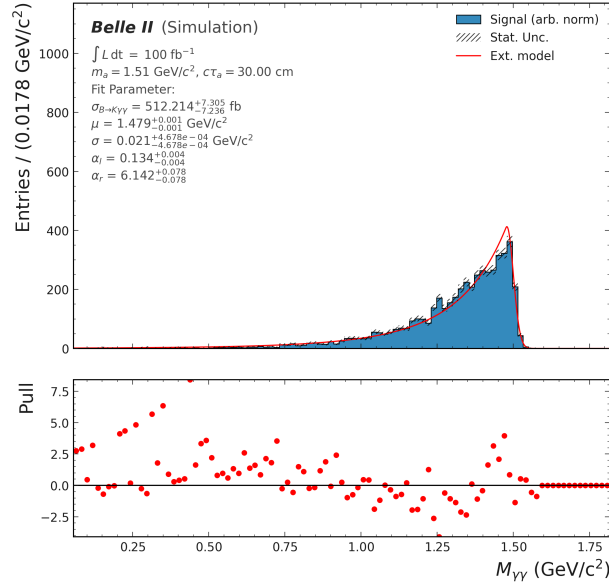 Belle II (Simulation)
∫ L dt = 100 fb⁻¹
mₐ = 1.51 GeV/c², cτₐ = 30.00 cm
Fit Parameter:
σ_{B→Kγγ} = 512.214^{+7.305}_{-7.236} fb
μ = 1.479^{+0.001}_{-0.001} GeV/c²
σ = 0.021^{+4.678e-04}_{-4.678e-04} GeV/c²
α_l = 0.134^{+0.004}_{-0.004}
α_r = 6.142^{+0.078}_{-0.078}
Signal (arb. norm)
Stat. Unc.
Ext. model
Entries / (0.0178 GeV/c²)
1000
800
600
400
200
0
Pull
7.5
5.0
2.5
0.0
−2.5
0.25 0.50 0.75 1.00 1.25 1.50 1.75
M_{γγ} (GeV/c²)